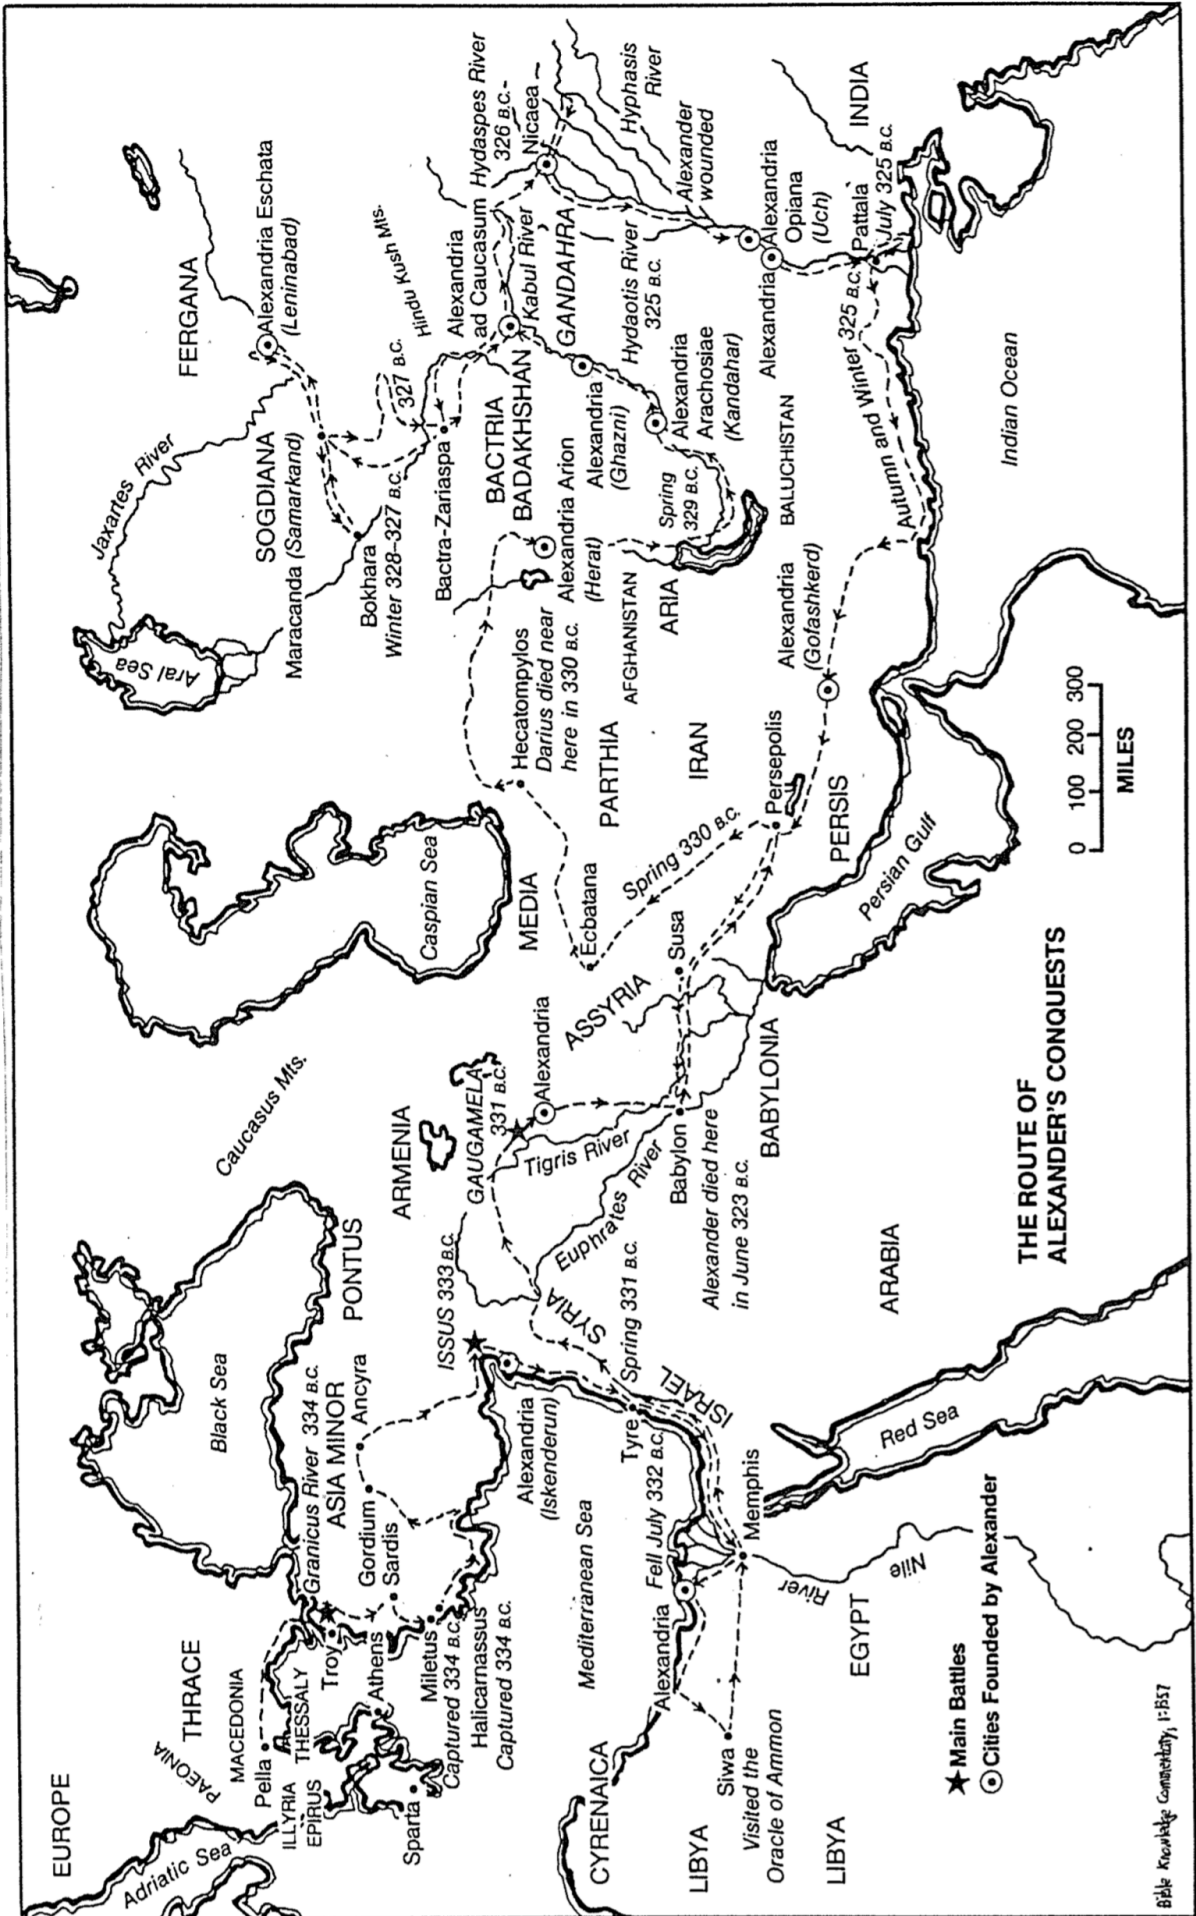 EUROPE
Adriatic Sea
PAEONIA
THRACE
MACEDONIA
Pella
ILLYRIA
EPIRUS
THESSALY
Sparta
Athens
Troy
Granicus River 334 B.C.
ASIA MINOR
Gordium
Sardis
Ancyra
Miletus
Captured 334 B.C.
Halicarnassus
Captured 334 B.C.
Black Sea
PONTUS
Caucasus Mts.
ARMENIA
ISSUS 333 B.C.
Alexandria
(Iskenderun)
Mediterranean Sea
Tyre
Fell July 332 B.C.
Spring 331 B.C.
SYRIA
ISRAEL
CYRENAICA
LIBYA
Siwa
Visited the
Oracle of Ammon
LIBYA
Alexandria
Memphis
EGYPT
Nile
River
Red Sea
ARABIA
GAUGAMELA
331 B.C.
Alexandria
Tigris River
Euphrates River
Babylon
Alexander died here
in June 323 B.C.
BABYLONIA
ASSYRIA
Susa
Ecbatana
MEDIA
Caspian Sea
Spring 330 B.C.
Persepolis
PERSIS
Persian Gulf
Hecatompylos
Darius died near
here in 330 B.C.
PARTHIA
IRAN
Aral Sea
Jaxartes River
SOGDIANA
Maracanda (Samarkand)
Bokhara
Winter 328–327 B.C.
FERGANA
Alexandria Eschata
(Leninabad)
327 B.C.
Hindu Kush Mts.
Bactra-Zariaspa
BACTRIA
BADAKHSHAN
Alexandria Arion
(Herat)
AFGHANISTAN
ARIA
Spring
329 B.C.
Alexandria
(Ghazni)
Alexandria
Arachosiae
(Kandahar)
Alexandria
ad Caucasum
Kabul River
GANDAHRA
Hydaspes River
326 B.C.
Nicaea
Hyphasis
River
Alexander
wounded
Hydaotis River
325 B.C.
Alexandria
Opiana
(Uch)
Alexandria
INDIA
Pattala
July 325 B.C.
Autumn and Winter 325 B.C.
BALUCHISTAN
Alexandria
(Gofashkerd)
Indian Ocean
0 100 200 300
MILES
THE ROUTE OF
ALEXANDER'S CONQUESTS
Main Battles
Cities Founded by Alexander
Bible Knowledge Commentary, 1:1357